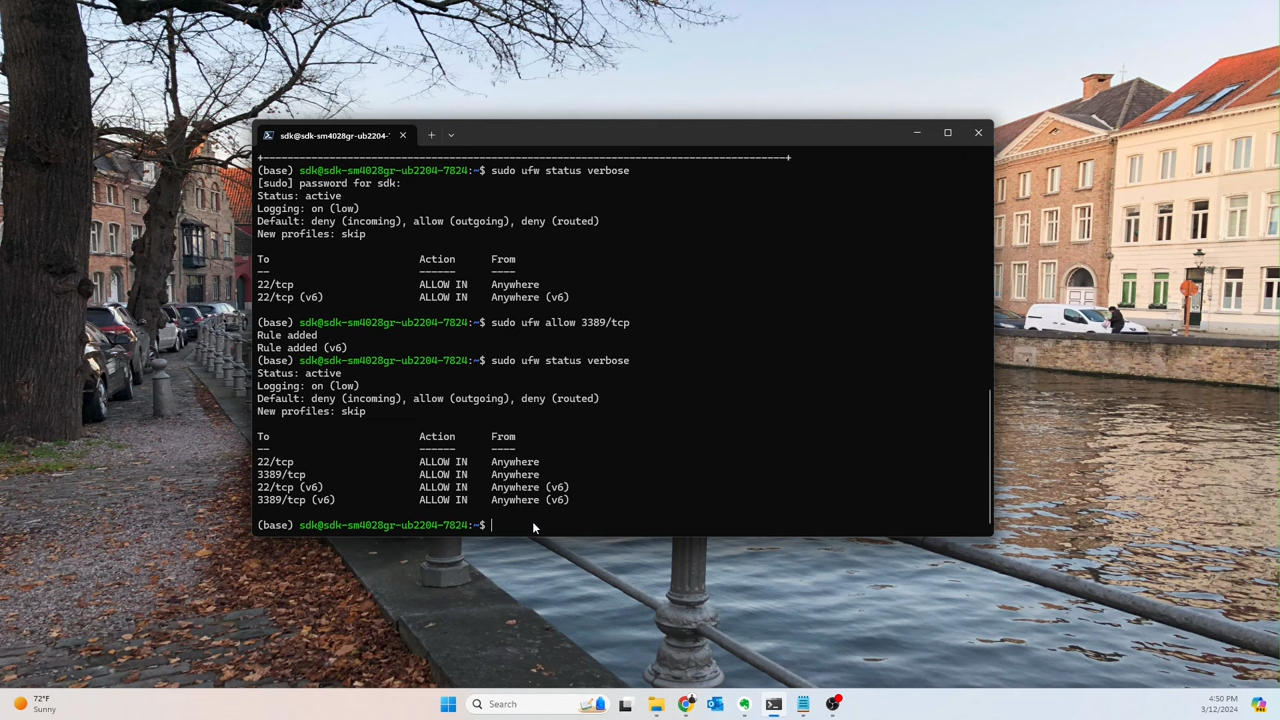 sdk@sdk-sm4028gr-ub2204-
+---------------------------------------------------------------------------------------+
(base) sdk@sdk-sm4028gr-ub2204-7824:~$ sudo ufw status verbose
[sudo] password for sdk:
Status: active
Logging: on (low)
Default: deny (incoming), allow (outgoing), deny (routed)
New profiles: skip
To Action From
-- ------ ----
22/tcp ALLOW IN Anywhere
22/tcp (v6) ALLOW IN Anywhere (v6)
(base) sdk@sdk-sm4028gr-ub2204-7824:~$ sudo ufw allow 3389/tcp
Rule added
Rule added (v6)
(base) sdk@sdk-sm4028gr-ub2204-7824:~$ sudo ufw status verbose
Status: active
Logging: on (low)
Default: deny (incoming), allow (outgoing), deny (routed)
New profiles: skip
To Action From
-- ------ ----
22/tcp ALLOW IN Anywhere
3389/tcp ALLOW IN Anywhere
22/tcp (v6) ALLOW IN Anywhere (v6)
3389/tcp (v6) ALLOW IN Anywhere (v6)
(base) sdk@sdk-sm4028gr-ub2204-7824:~$
72°F
Sunny
Search
4:50 PM
3/12/2024